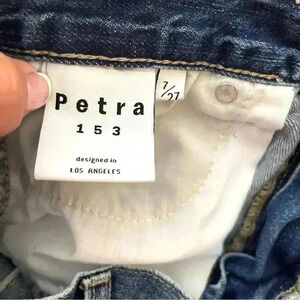 Petra
153
designed in
LOS ANGELES
7/27